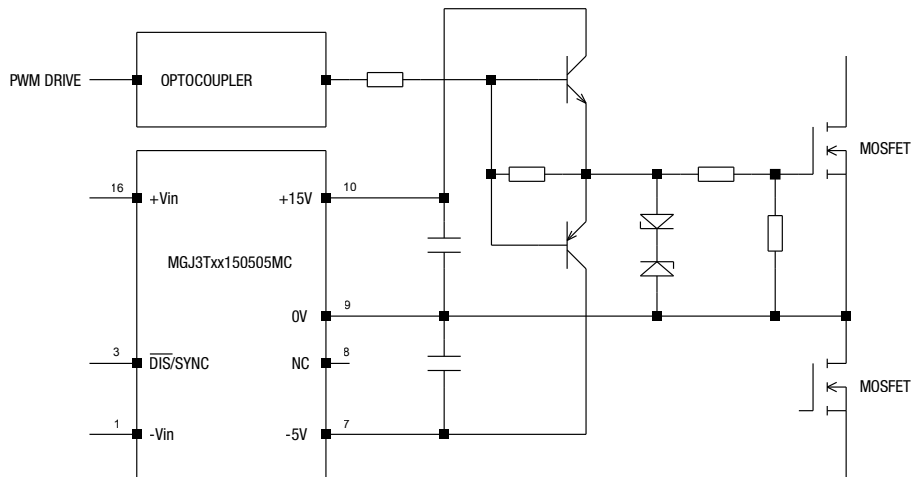 PWM DRIVE
OPTOCOUPLER
MOSFET
16
+Vin
+15V
10
MGJ3Txx150505MC
0V
9
3
DIS/SYNC
NC
8
MOSFET
1
-Vin
-5V
7